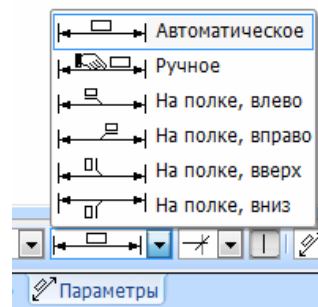 Автоматическое
Ручное
На полке, влево
На полке, вправо
На полке, вверх
На полке, вниз
Параметры